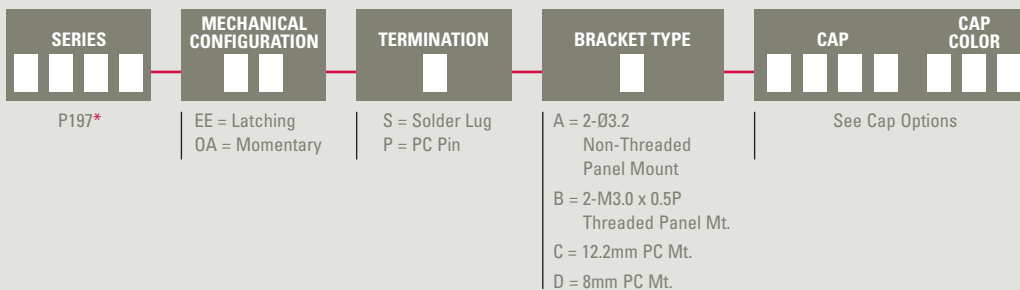 SERIES
MECHANICAL
CONFIGURATION
TERMINATION
BRACKET TYPE
CAP
CAP
COLOR
P197*
EE = Latching
OA = Momentary
S = Solder Lug
P = PC Pin
A = 2-Ø3.2
Non-Threaded
Panel Mount
B = 2-M3.0 x 0.5P
Threaded Panel Mt.
C = 12.2mm PC Mt.
D = 8mm PC Mt.
See Cap Options